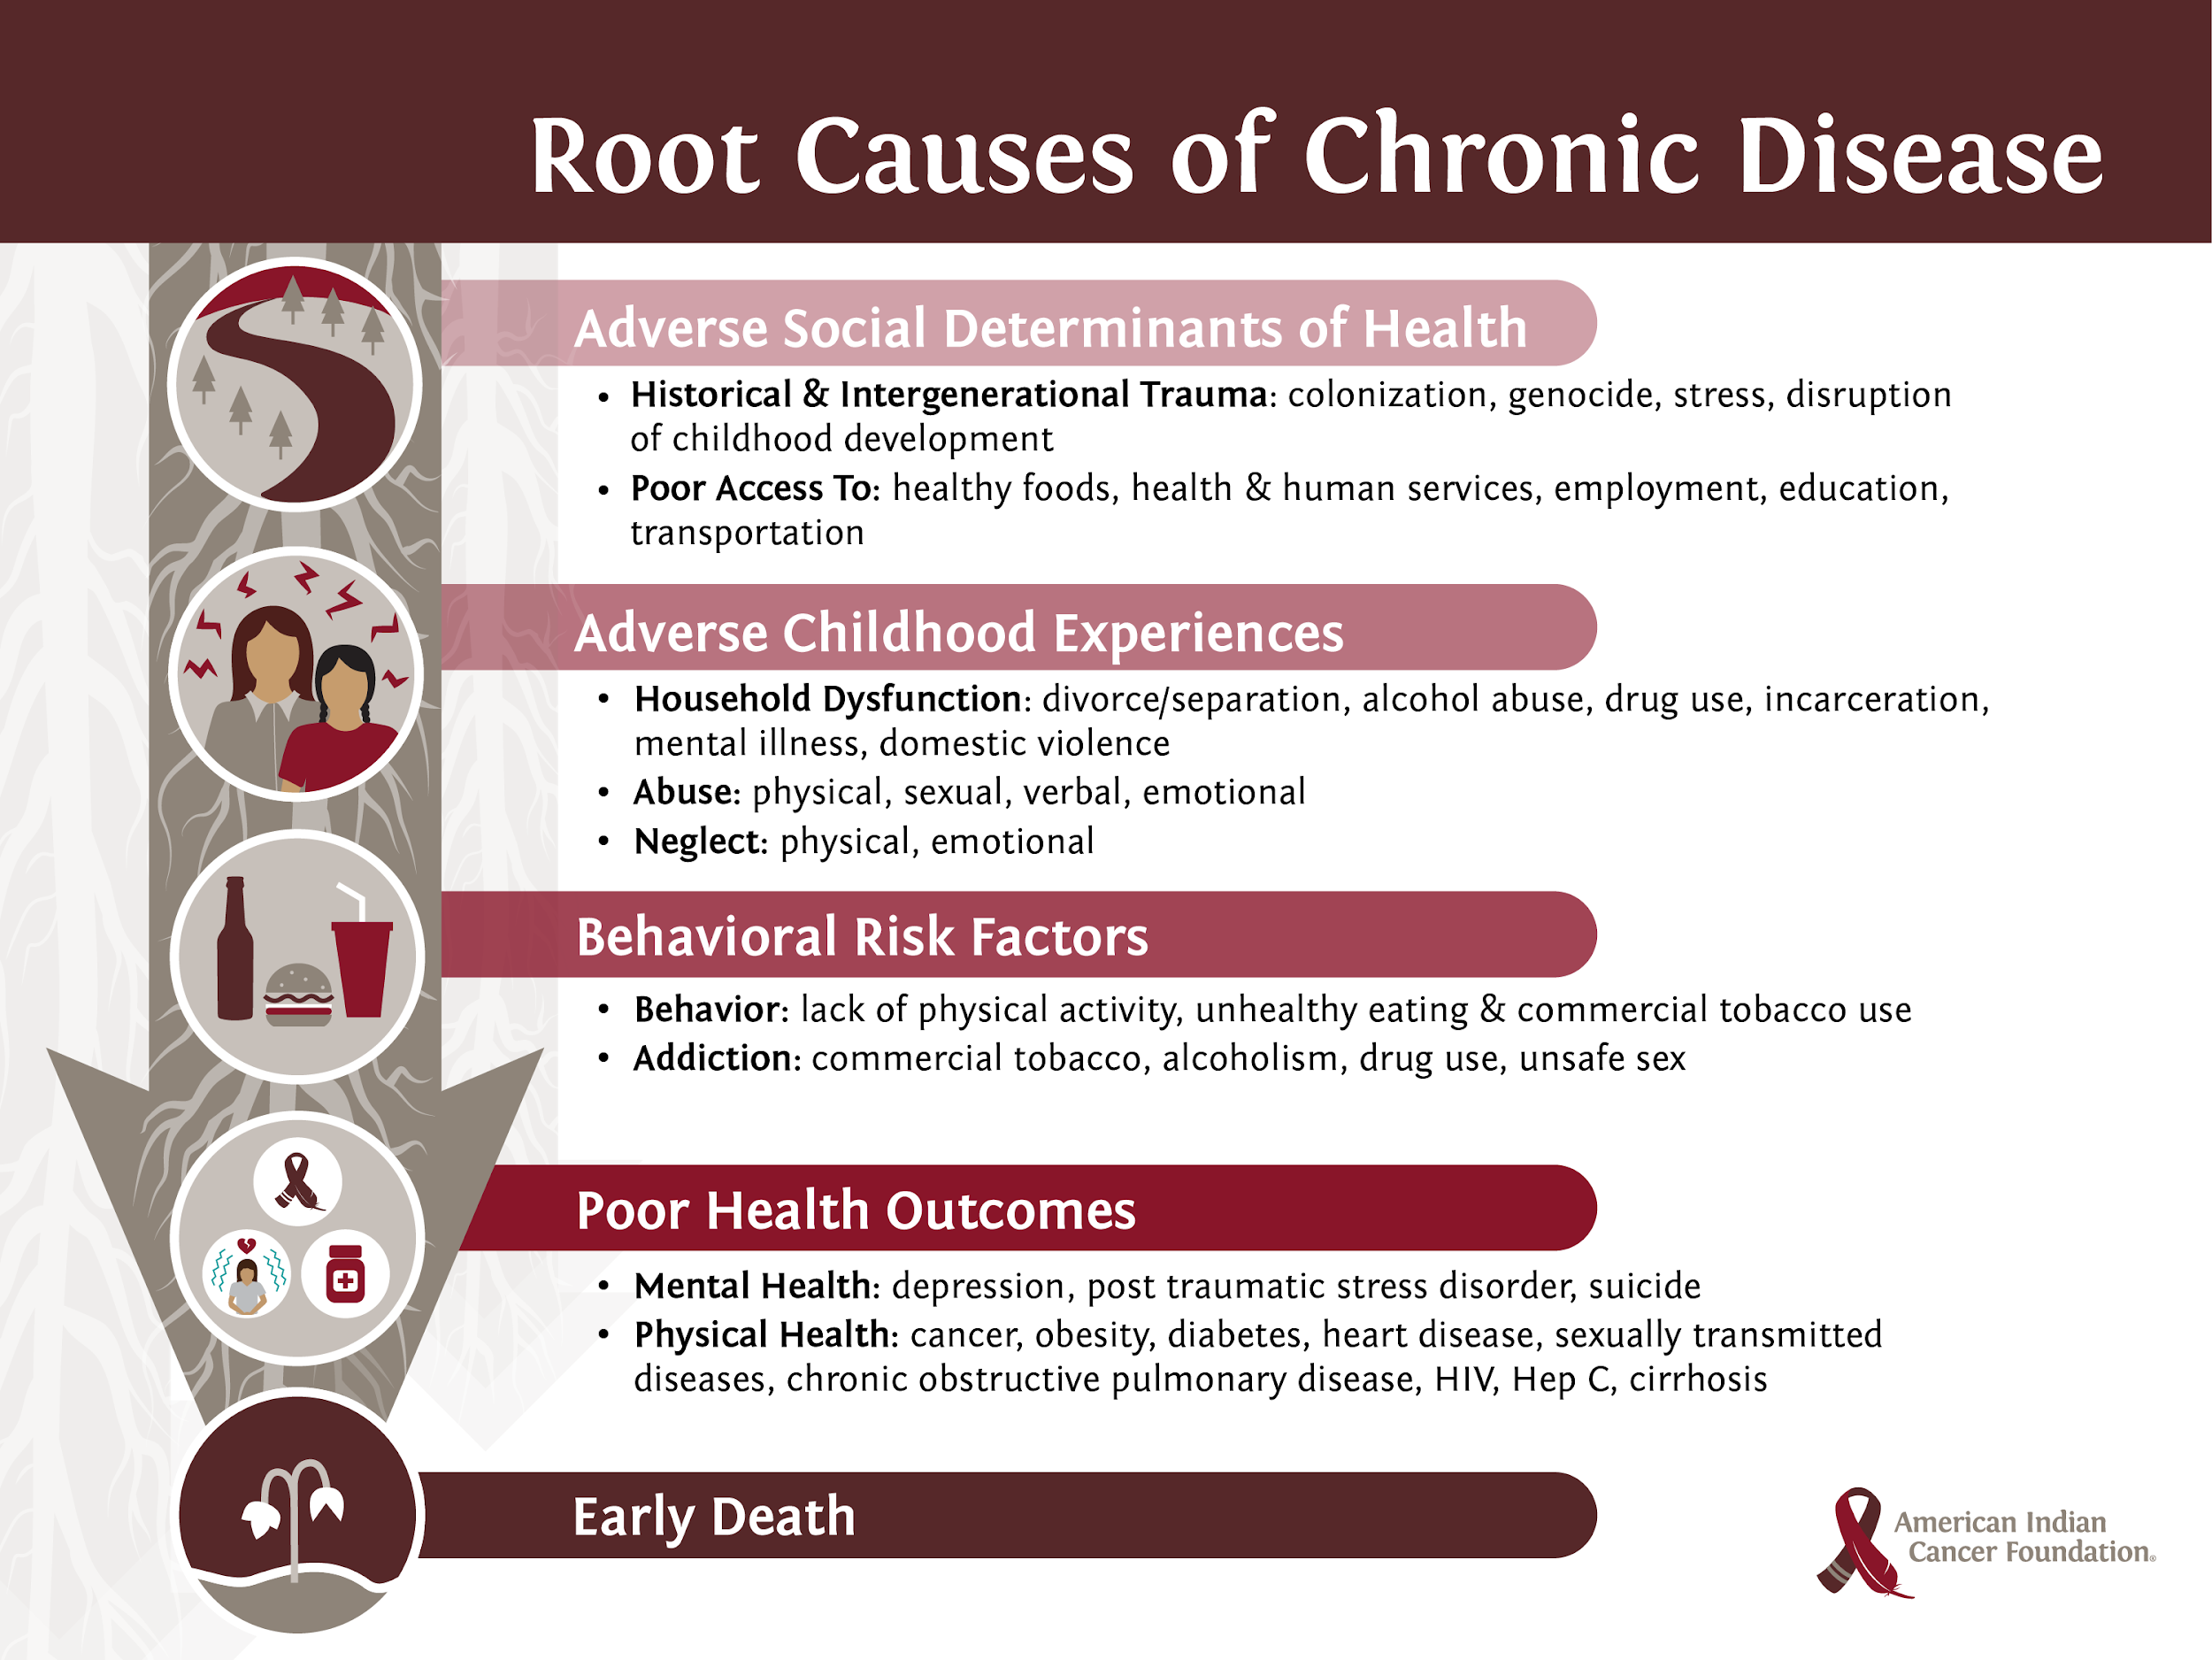 Root Causes of Chronic Disease
Adverse Social Determinants of Health
• Historical & Intergenerational Trauma: colonization, genocide, stress, disruption
of childhood development
• Poor Access To: healthy foods, health & human services, employment, education,
transportation
Adverse Childhood Experiences
• Household Dysfunction: divorce/separation, alcohol abuse, drug use, incarceration,
mental illness, domestic violence
• Abuse: physical, sexual, verbal, emotional
• Neglect: physical, emotional
Behavioral Risk Factors
• Behavior: lack of physical activity, unhealthy eating & commercial tobacco use
• Addiction: commercial tobacco, alcoholism, drug use, unsafe sex
Poor Health Outcomes
• Mental Health: depression, post traumatic stress disorder, suicide
• Physical Health: cancer, obesity, diabetes, heart disease, sexually transmitted
diseases, chronic obstructive pulmonary disease, HIV, Hep C, cirrhosis
Early Death
American Indian
Cancer Foundation®